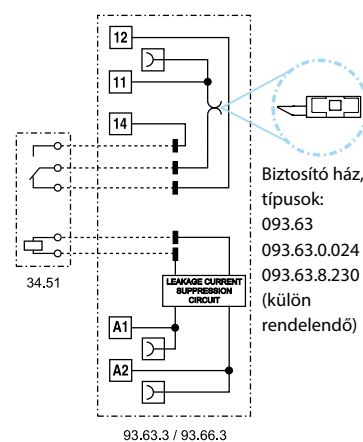 12
11
14
34.51
LEAKAGE CURRENT
SUPPRESSION
CIRCUIT
A1
A2
93.63.3 / 93.66.3
Biztosító ház,
típusok:
093.63
093.63.0.024
093.63.8.230
(külön
rendelendő)